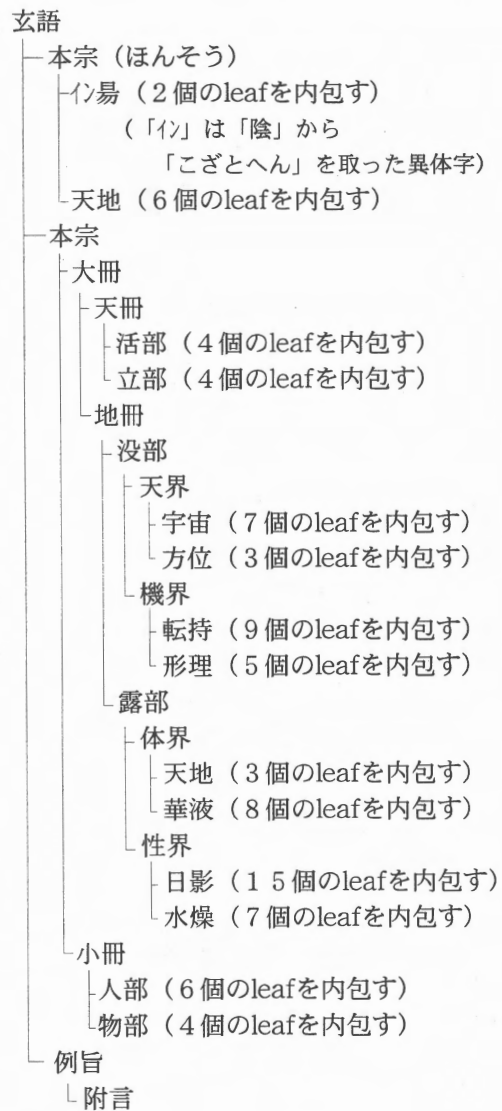 玄語
本宗（ほんそう）
イン昜（２個のleafを内包す）
（「イン」は「陰」から
「こざとへん」を取った異体字）
天地（６個のleafを内包す）
本宗
大冊
天冊
活部（４個のleafを内包す）
立部（４個のleafを内包す）
地冊
没部
天界
宇宙（７個のleafを内包す）
方位（３個のleafを内包す）
機界
転持（９個のleafを内包す）
形理（５個のleafを内包す）
露部
体界
天地（３個のleafを内包す）
華液（８個のleafを内包す）
性界
日影（１５個のleafを内包す）
水燥（７個のleafを内包す）
小冊
人部（６個のleafを内包す）
物部（４個のleafを内包す）
例旨
附言